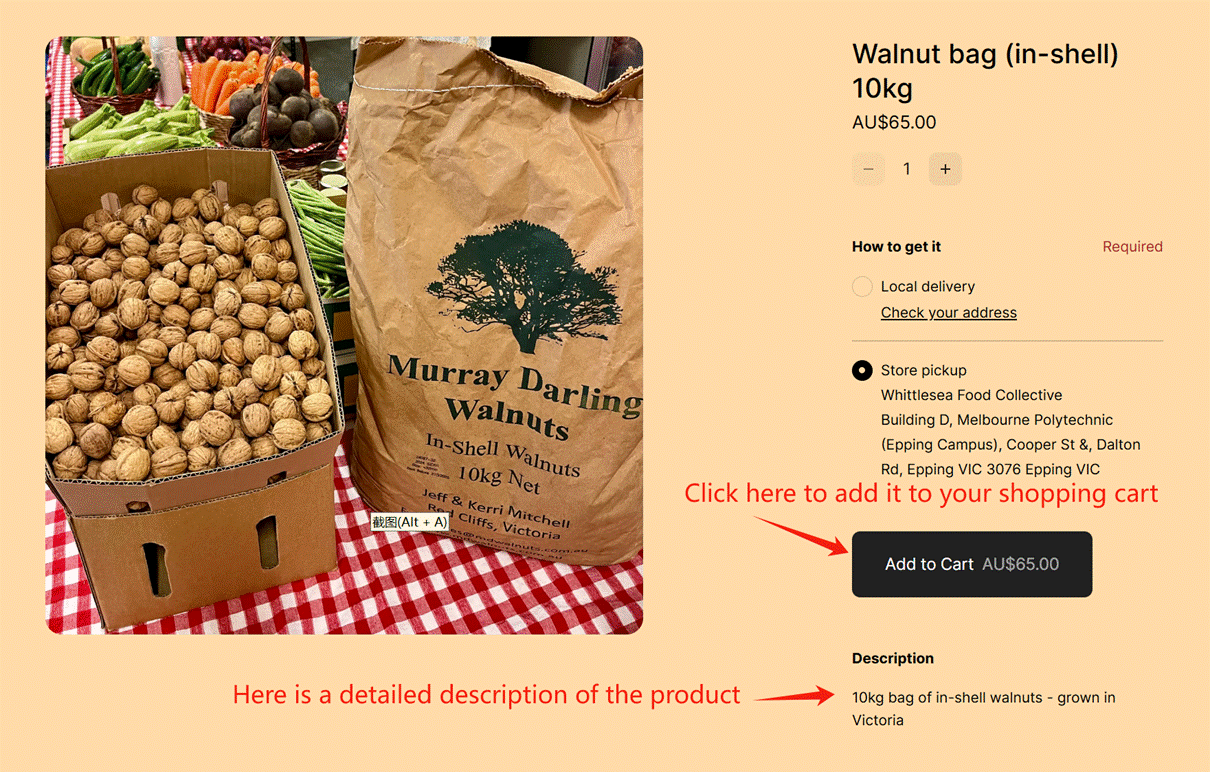 Walnut bag (in-shell)
10kg
AU$65.00
− 1 +
How to get it Required
Local delivery
Check your address
Store pickup
Whittlesea Food Collective
Building D, Melbourne Polytechnic
(Epping Campus), Cooper St &, Dalton
Rd, Epping VIC 3076 Epping VIC
Click here to add it to your shopping cart
Add to Cart AU$65.00
Description
Here is a detailed description of the product
10kg bag of in-shell walnuts - grown in
Victoria
Murray Darling
Walnuts
In-Shell Walnuts
10kg Net
Jeff & Kerri Mitchell
Red Cliffs, Victoria
截图(Alt + A)